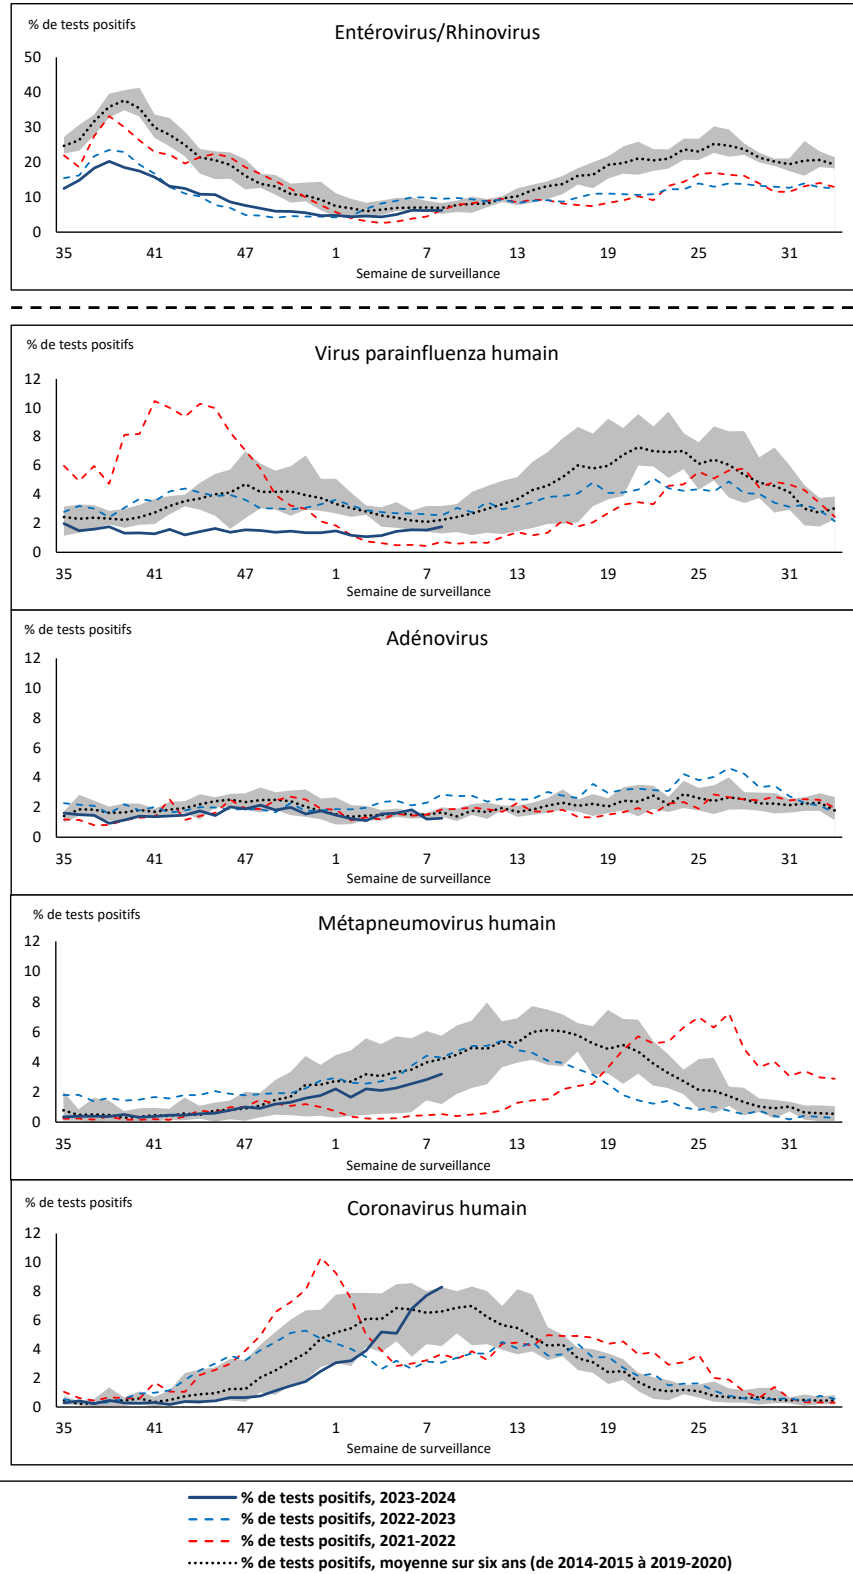 % de tests positifs
Entérovirus/Rhinovirus
50
40
30
20
10
0
35 41 47 1 7 13 19 25 31
Semaine de surveillance
% de tests positifs
Virus parainfluenza humain
12
10
8
6
4
2
0
35 41 47 1 7 13 19 25 31
Semaine de surveillance
% de tests positifs
Adénovirus
12
10
8
6
4
2
0
35 41 47 1 7 13 19 25 31
Semaine de surveillance
% de tests positifs
Métapneumovirus humain
12
10
8
6
4
2
0
35 41 47 1 7 13 19 25 31
Semaine de surveillance
% de tests positifs
Coronavirus humain
12
10
8
6
4
2
0
35 41 47 1 7 13 19 25 31
Semaine de surveillance
% de tests positifs, 2023-2024
% de tests positifs, 2022-2023
% de tests positifs, 2021-2022
% de tests positifs, moyenne sur six ans (de 2014-2015 à 2019-2020)